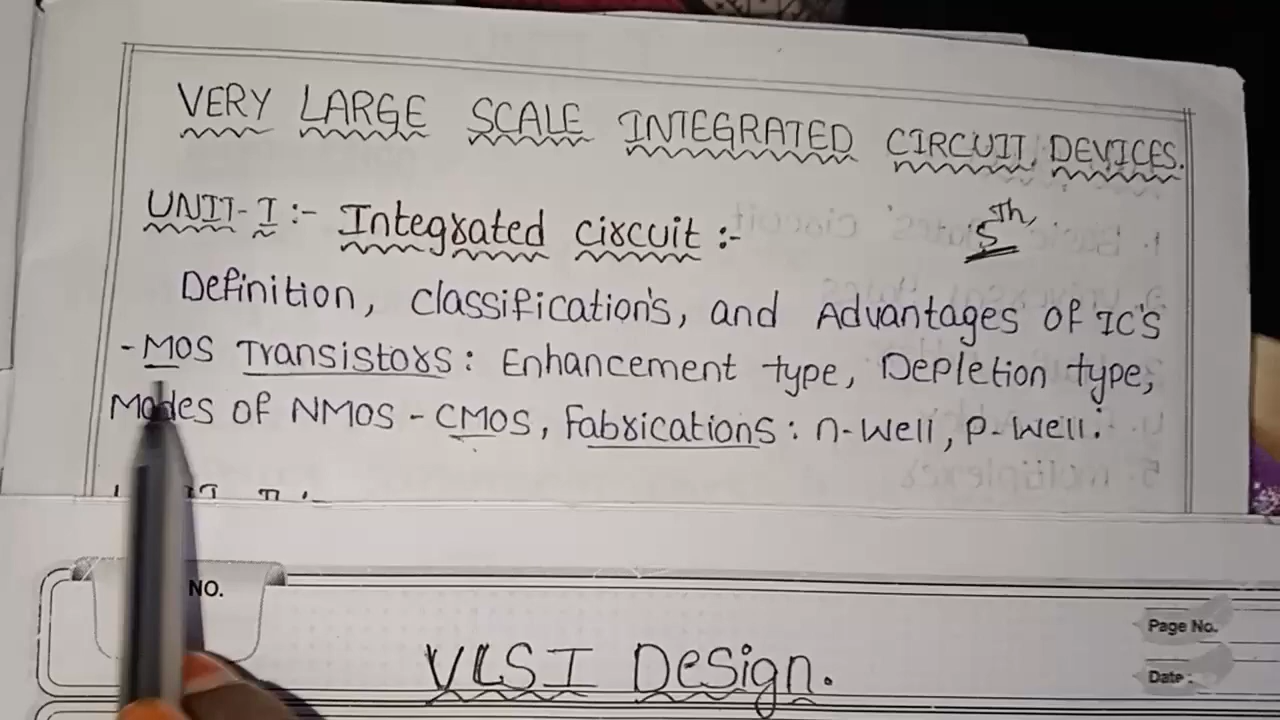 VERY LARGE SCALE INTEGRATED CIRCUIT DEVICES.
UNIT-I :- Integrated circuit :-
5Th
Definition, classification's, and Advantages of IC's
-MOS Transistors: Enhancement type, Depletion type,
Modes of NMOS - CMOS, Fabrications: n-well, p-well.
NO.
Page No.
VLSI Design.
Date: